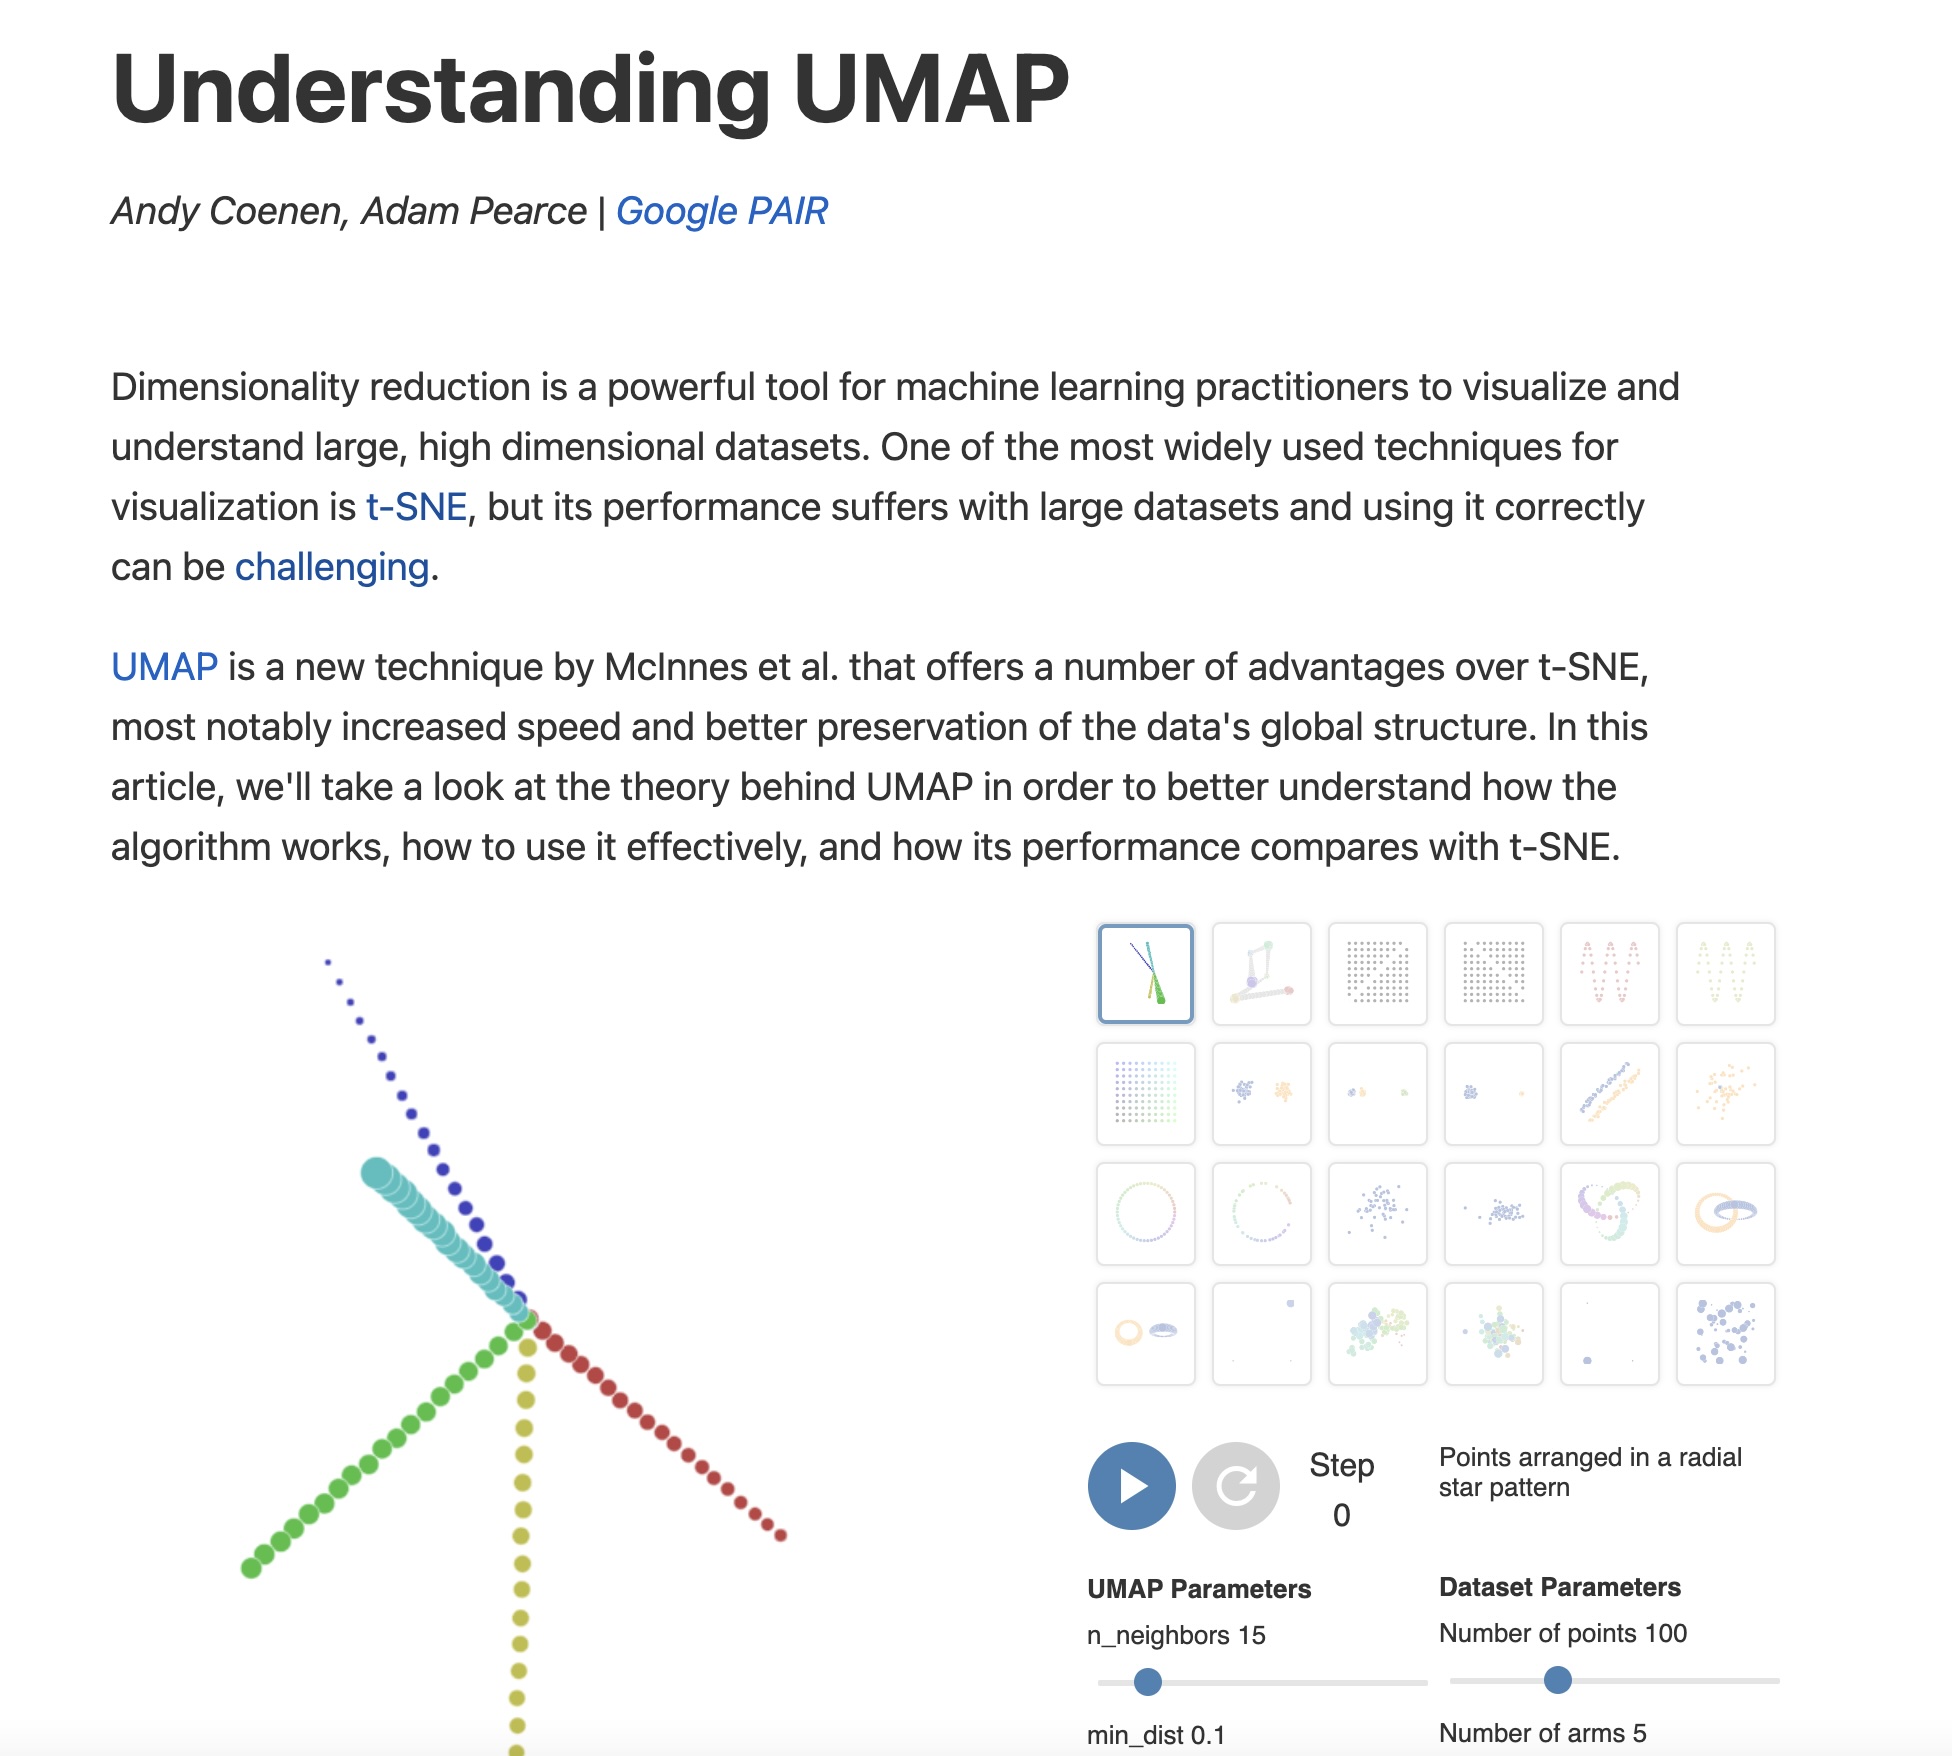 Understanding UMAP
Andy Coenen, Adam Pearce | Google PAIR
Dimensionality reduction is a powerful tool for machine learning practitioners to visualize and
understand large, high dimensional datasets. One of the most widely used techniques for
visualization is t-SNE, but its performance suffers with large datasets and using it correctly
can be challenging.
UMAP is a new technique by McInnes et al. that offers a number of advantages over t-SNE,
most notably increased speed and better preservation of the data's global structure. In this
article, we'll take a look at the theory behind UMAP in order to better understand how the
algorithm works, how to use it effectively, and how its performance compares with t-SNE.
Step
0
Points arranged in a radial
star pattern
UMAP Parameters
n_neighbors 15
min_dist 0.1
Dataset Parameters
Number of points 100
Number of arms 5